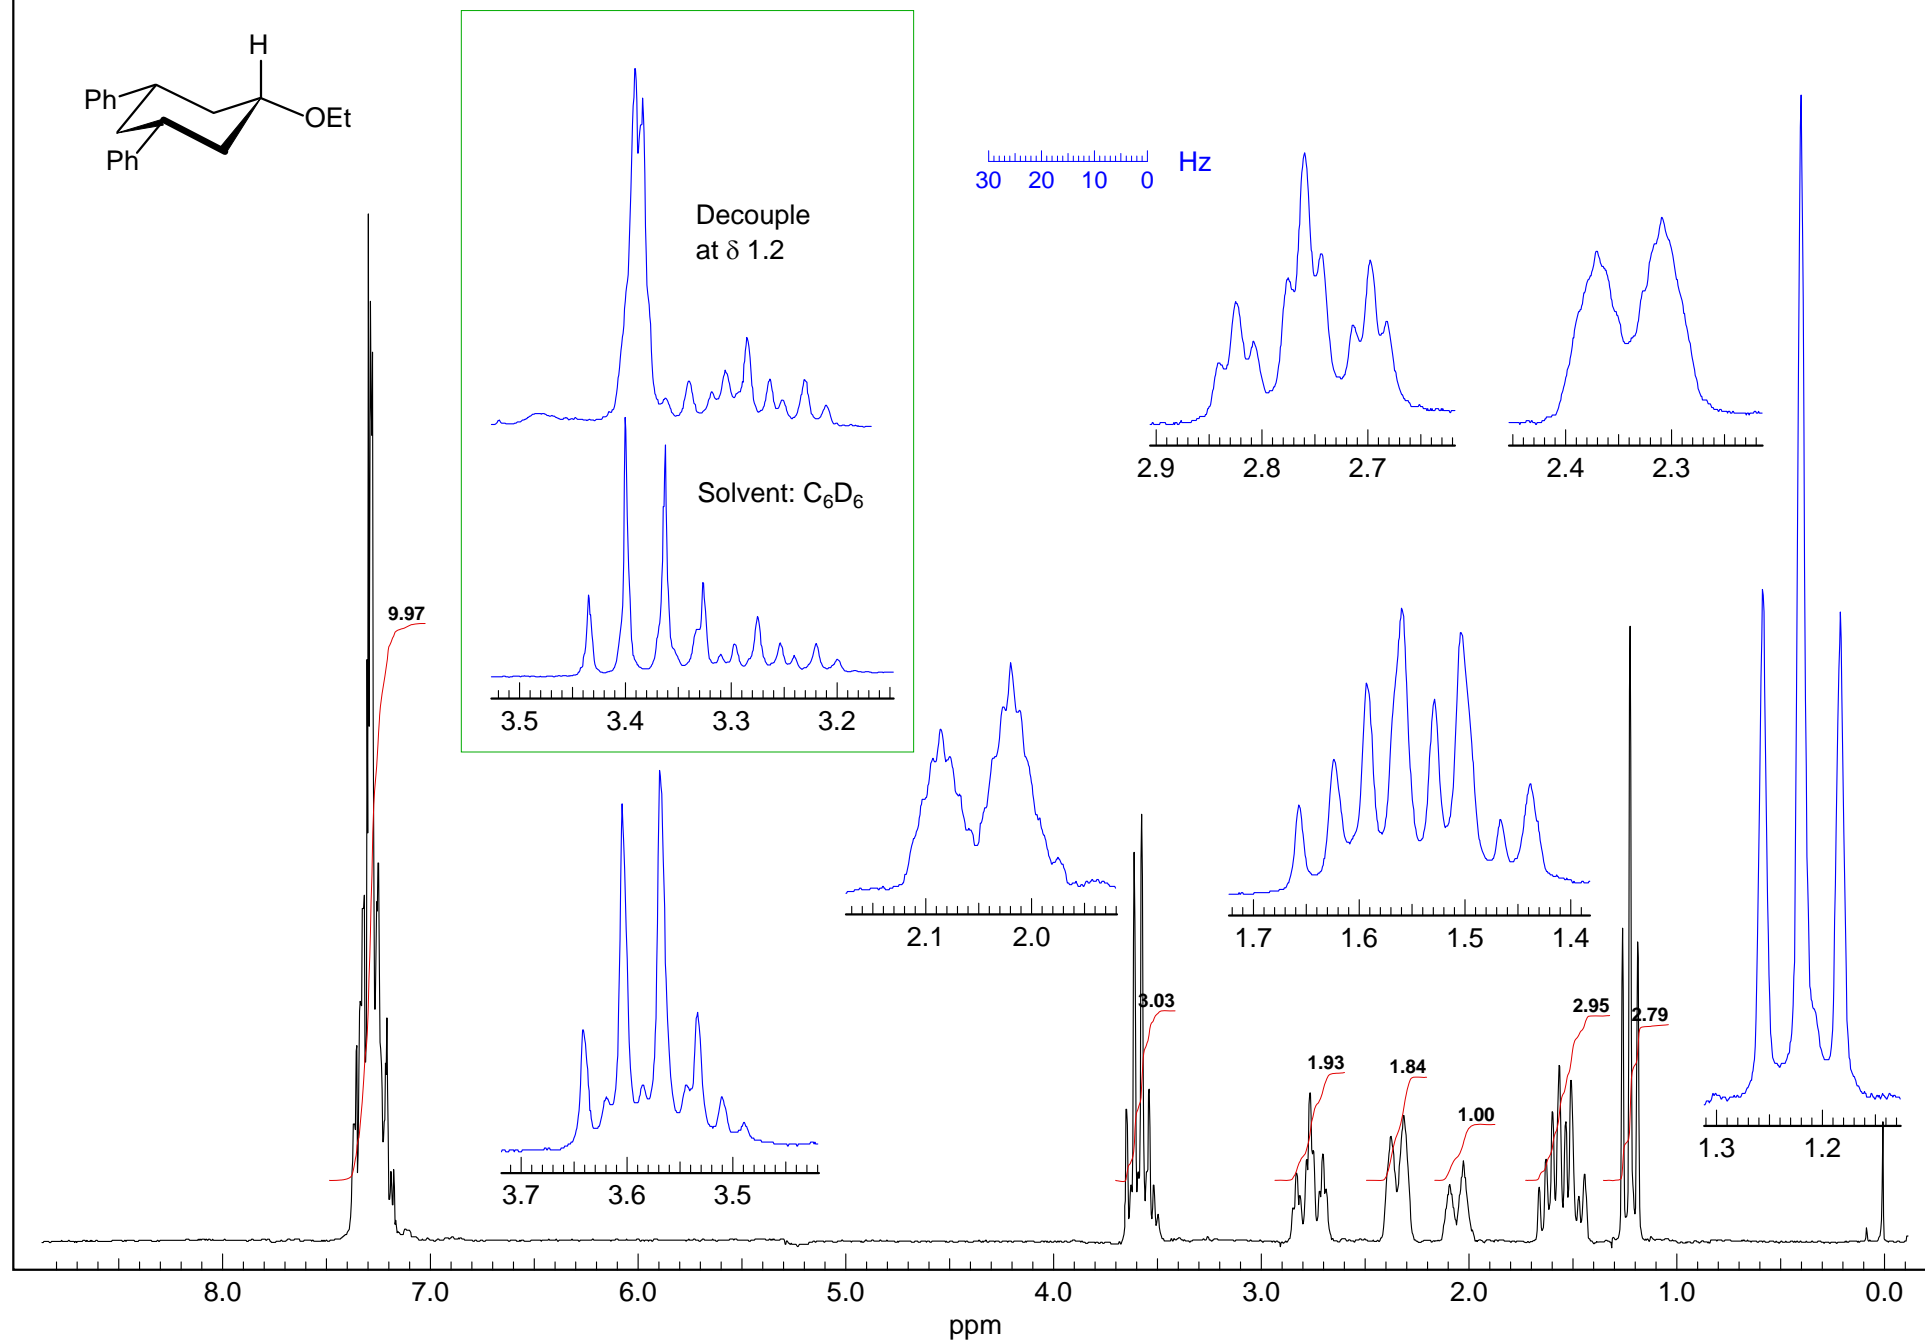 H
Ph
OEt
Ph
Decouple
at δ 1.2
Solvent: C6D6
3.5 3.4 3.3 3.2
30 20 10 0 Hz
2.9 2.8 2.7
2.4 2.3
9.97
2.1 2.0
1.7 1.6 1.5 1.4
3.03
2.95
2.79
1.93
1.84
1.00
1.3 1.2
3.7 3.6 3.5
8.0 7.0 6.0 5.0 4.0 3.0 2.0 1.0 0.0
ppm